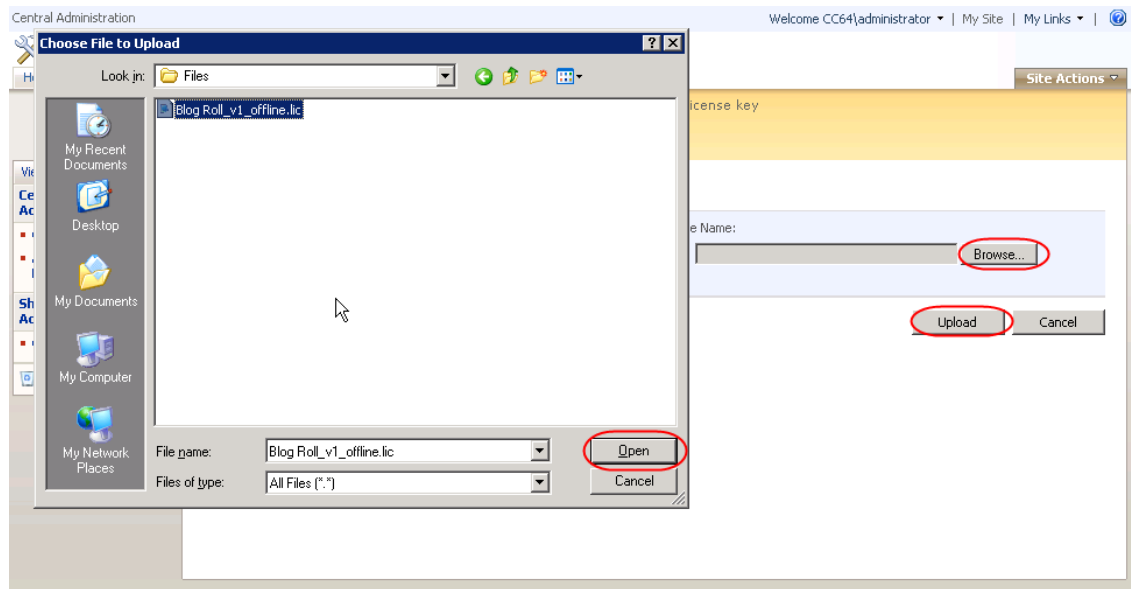 Central Administration
Welcome CC64\administrator | My Site | My Links
Choose File to Upload
Look in:
Files
Site Actions
Blog Roll_v1_offline.lic
icense key
My Recent
Documents
Desktop
My Documents
My Computer
My Network
Places
e Name:
Browse...
Upload
Cancel
File name:
Blog Roll_v1_offline.lic
Open
Files of type:
All Files (*.*)
Cancel